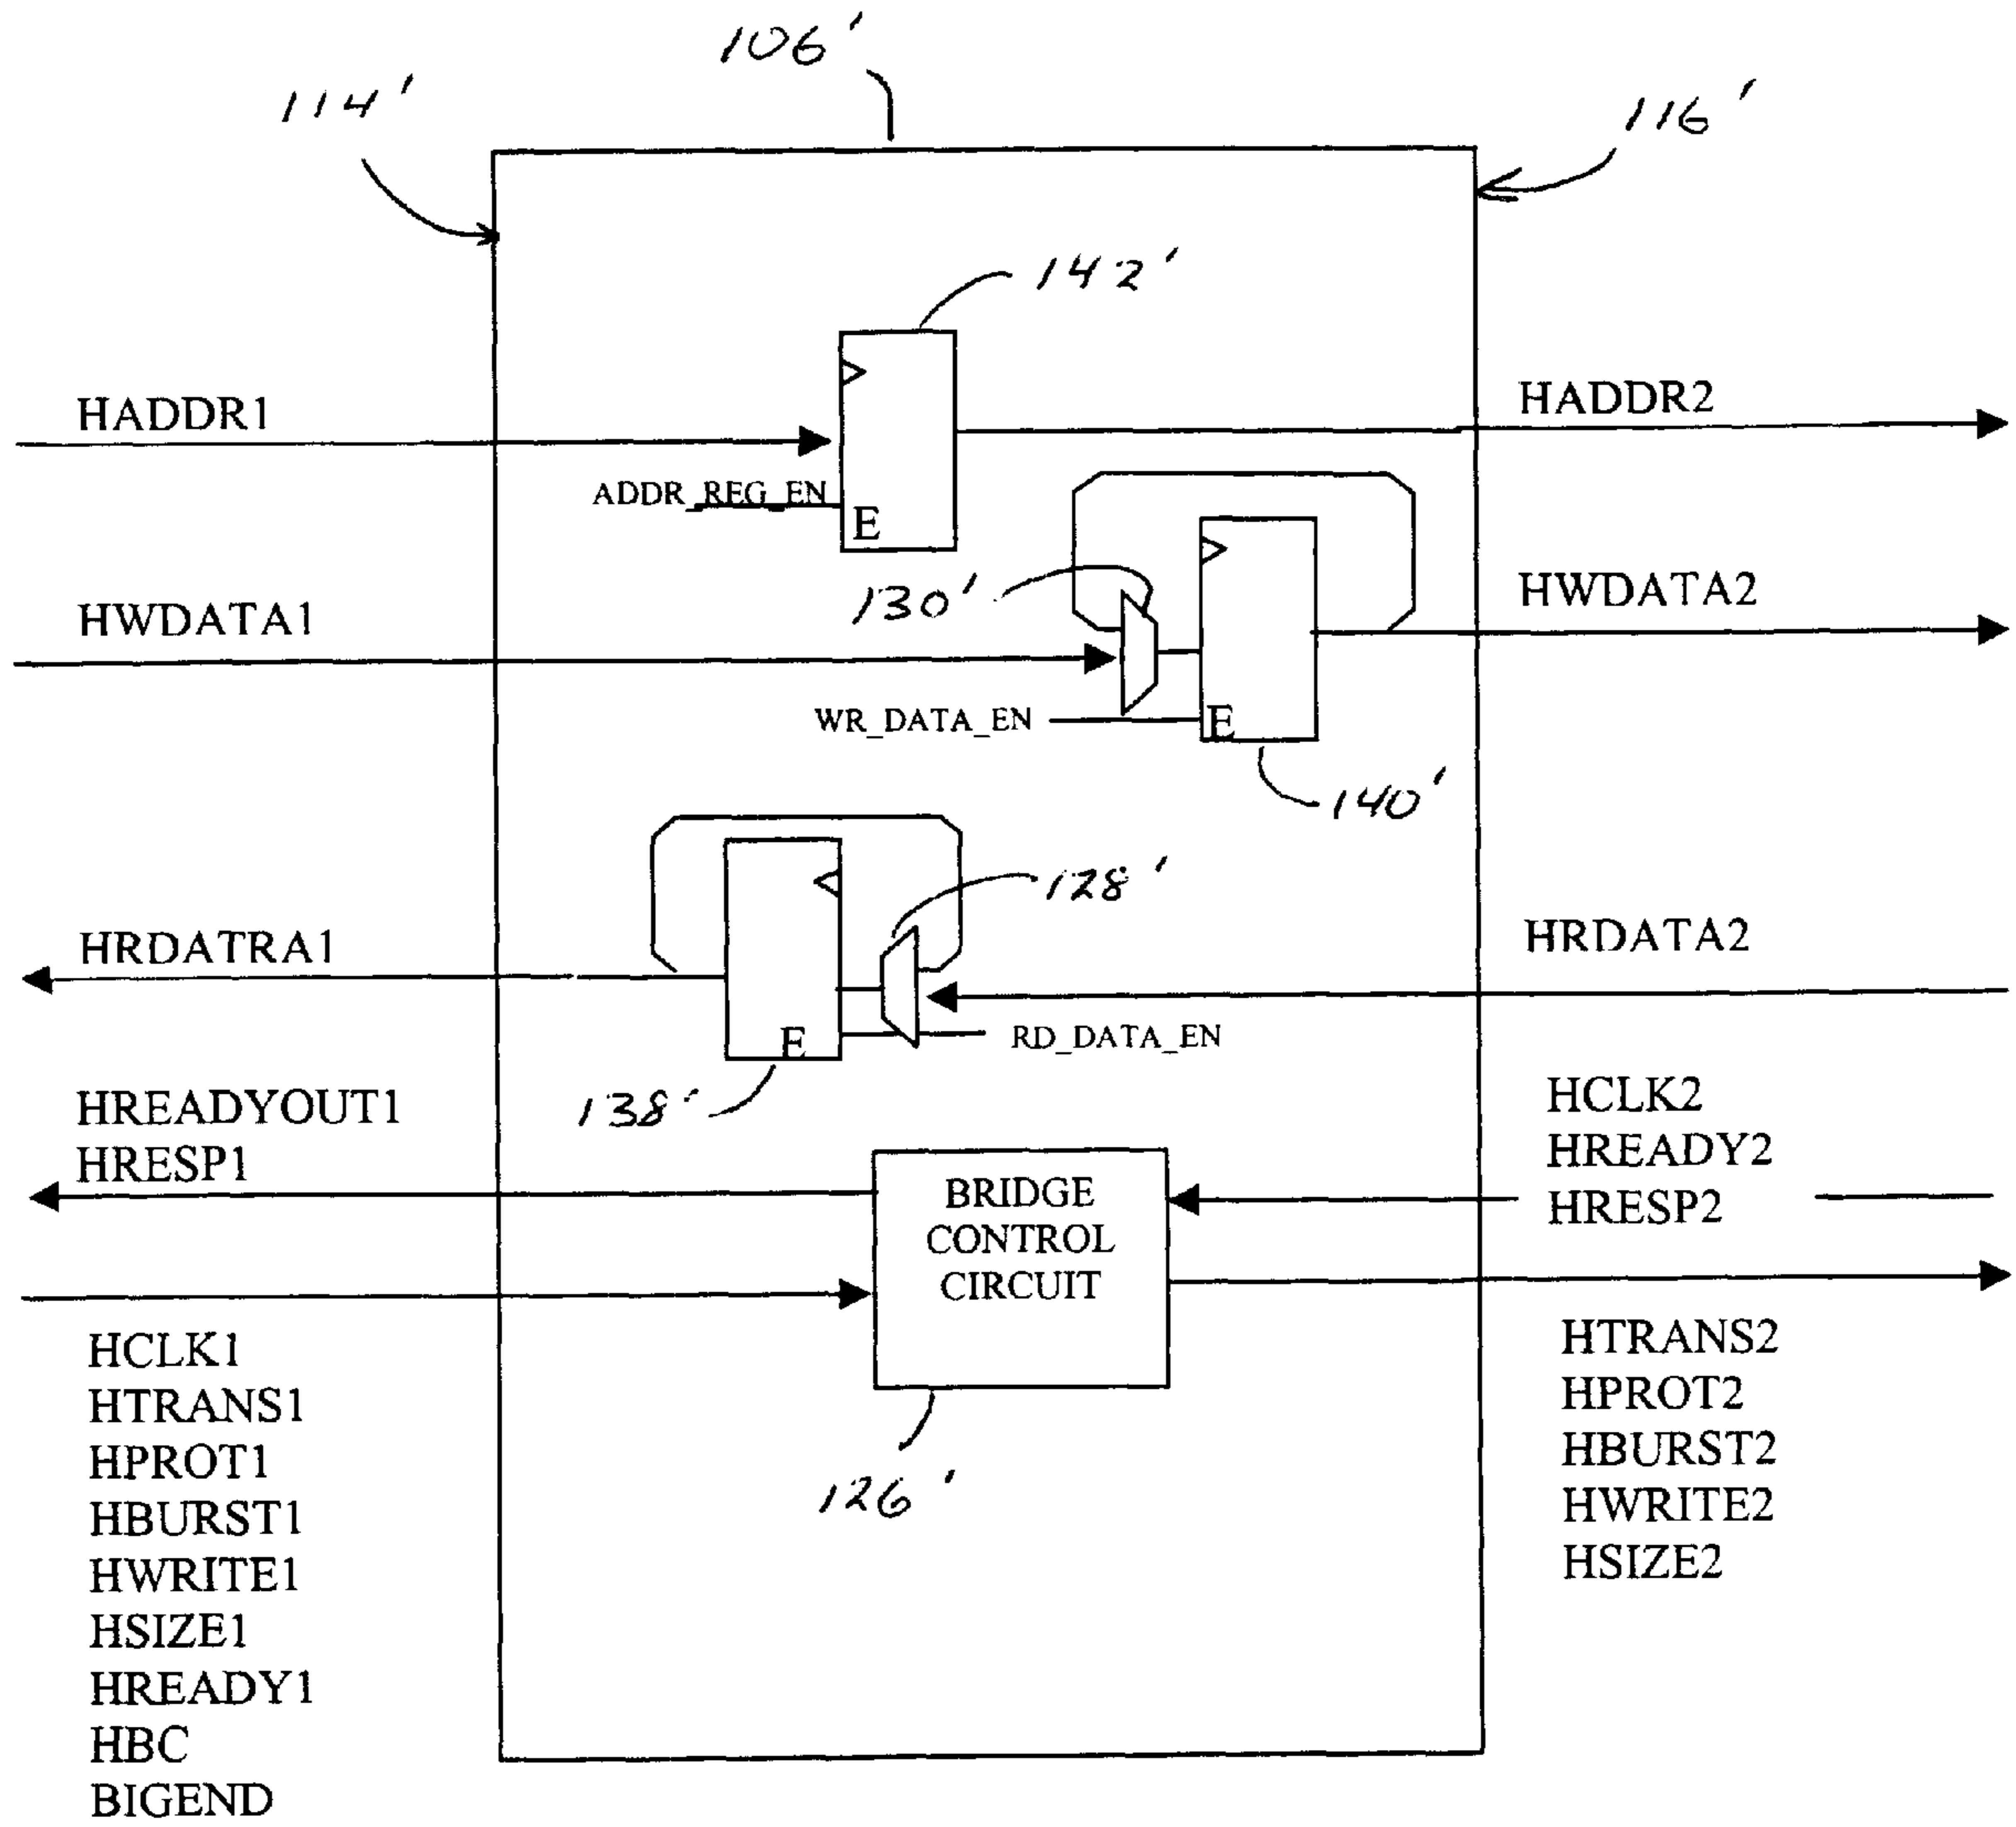 106'
114'
116'
142'
HADDR1
HADDR2
ADDR_REG_EN
E
130'
HWDATA1
HWDATA2
WR_DATA_EN
E
140'
128'
HRDATRA1
HRDATA2
E
RD_DATA_EN
138'
HREADYOUT1
HRESP1
HCLK2
HREADY2
HRESP2
BRIDGE
CONTROL
CIRCUIT
126'
HCLK1
HTRANS1
HPROT1
HBURST1
HWRITE1
HSIZE1
HREADY1
HBC
BIGEND
HTRANS2
HPROT2
HBURST2
HWRITE2
HSIZE2